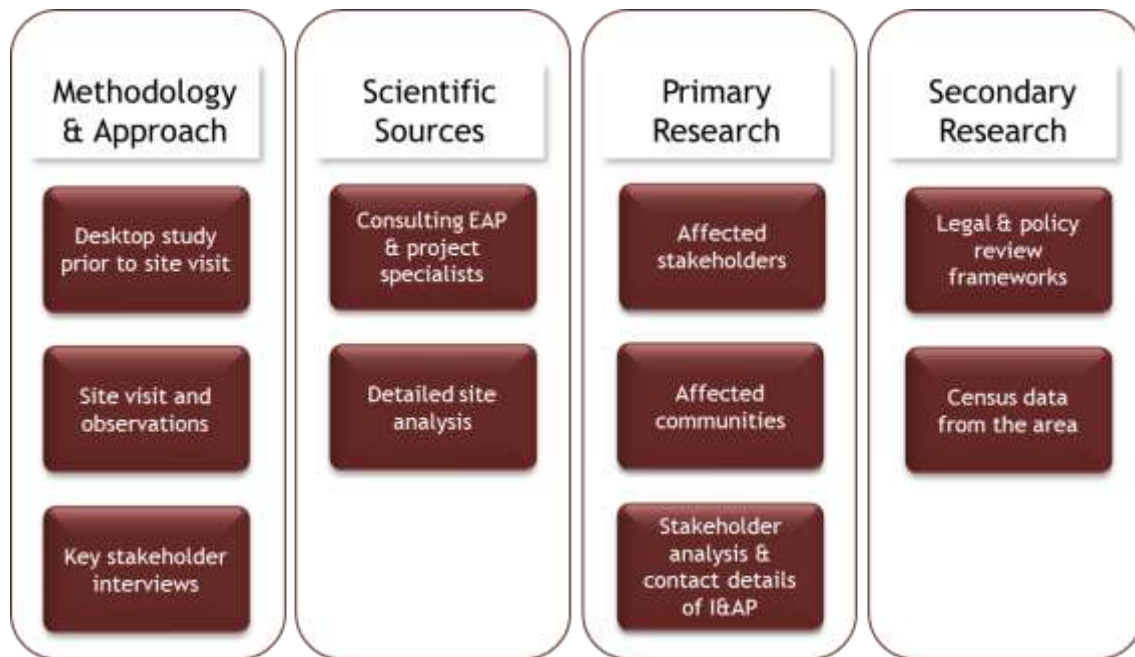 Methodology
& Approach
Desktop study
prior to site visit
Site visit and
observations
Key stakeholder
interviews
Scientific
Sources
Consulting EAP
& project
specialists
Detailed site
analysis
Primary
Research
Affected
stakeholders
Affected
communities
Stakeholder
analysis &
contact details
of I&AP
Secondary
Research
Legal & policy
review
frameworks
Census data
from the area